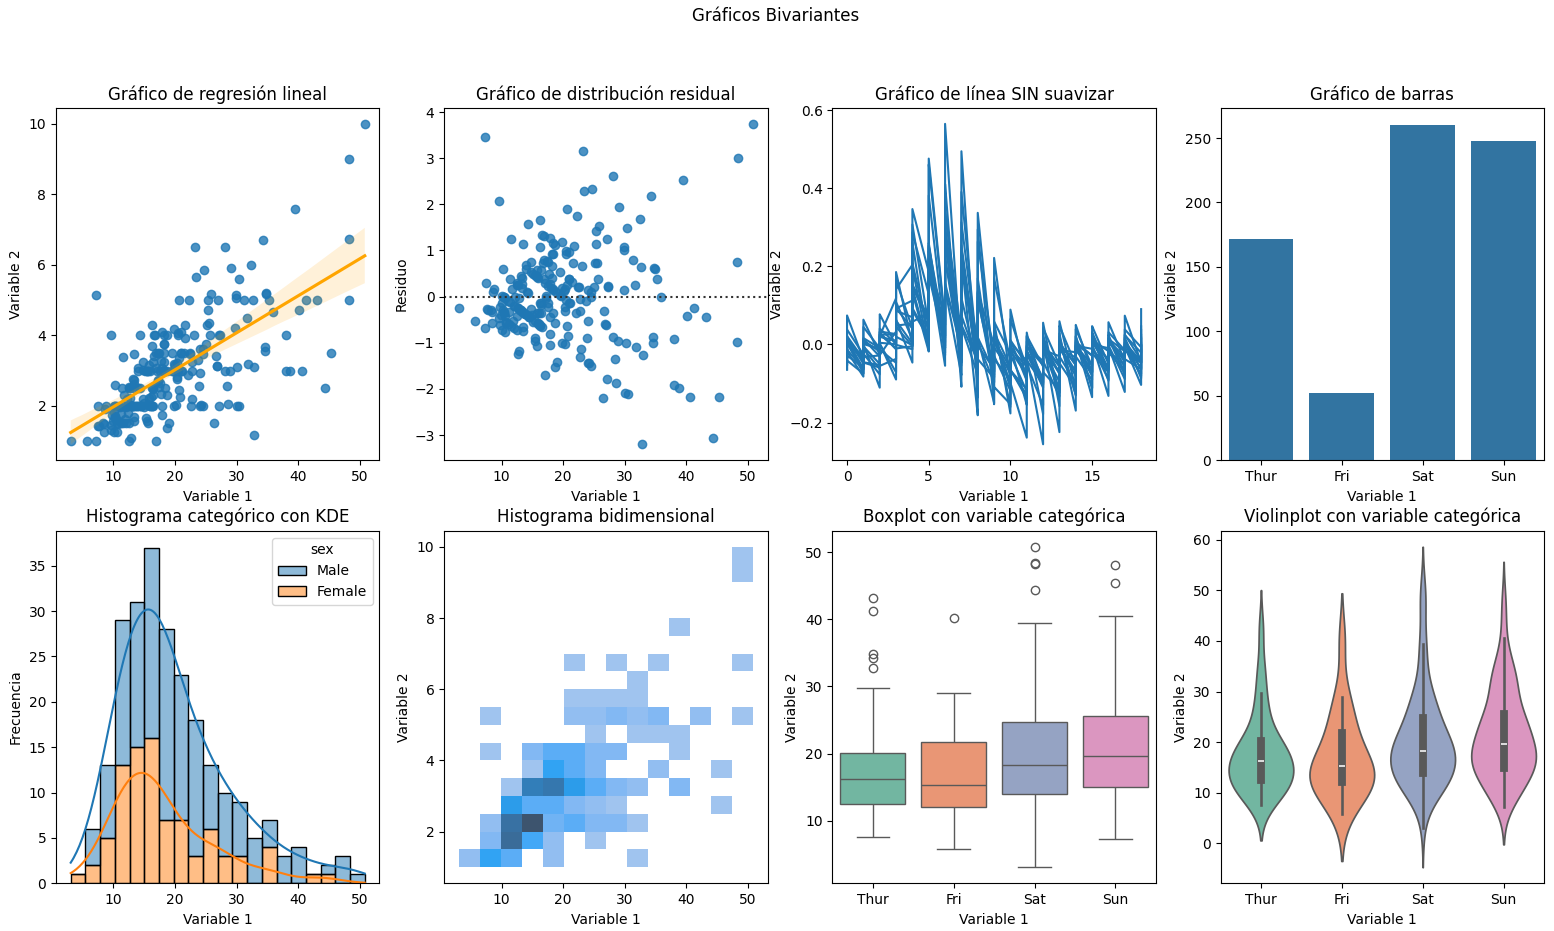 Gráficos Bivariantes
Gráfico de regresión lineal
10
8
6
4
2
Variable 2
10 20 30 40 50
Variable 1
Gráfico de distribución residual
4
3
2
1
0
−1
−2
−3
Residuo
10 20 30 40 50
Variable 1
Gráfico de línea SIN suavizar
0.6
0.4
0.2
0.0
−0.2
Variable 2
0 5 10 15
Variable 1
Gráfico de barras
250
200
150
100
50
0
Variable 2
Thur Fri Sat Sun
Variable 1
Histograma categórico con KDE
sex
Male
Female
35
30
25
20
15
10
5
0
Frecuencia
10 20 30 40 50
Variable 1
Histograma bidimensional
10
8
6
4
2
Variable 2
10 20 30 40 50
Variable 1
Boxplot con variable categórica
50
40
30
20
10
Variable 2
Thur Fri Sat Sun
Variable 1
Violinplot con variable categórica
60
50
40
30
20
10
0
Variable 2
Thur Fri Sat Sun
Variable 1